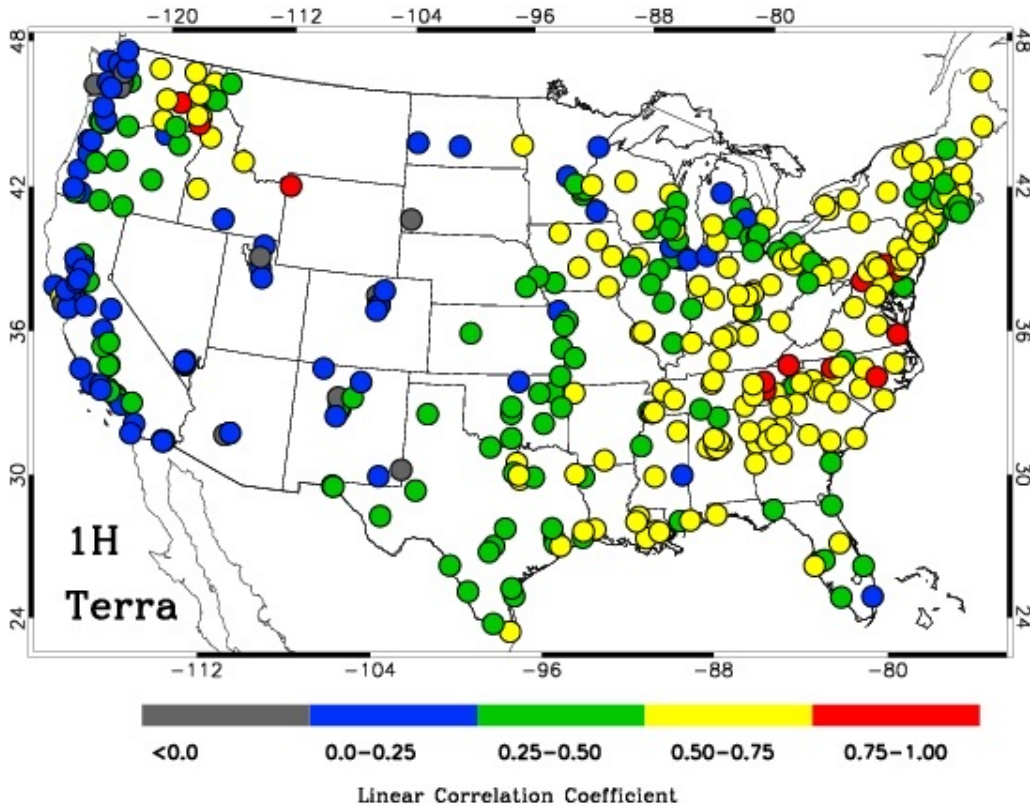 -120 -112 -104 -96 -88 -80
48 48
42 42
36 36
30 30
24 24
1H
Terra
-112 -104 -96 -88 -80
<0.0 0.0-0.25 0.25-0.50 0.50-0.75 0.75-1.00
Linear Correlation Coefficient